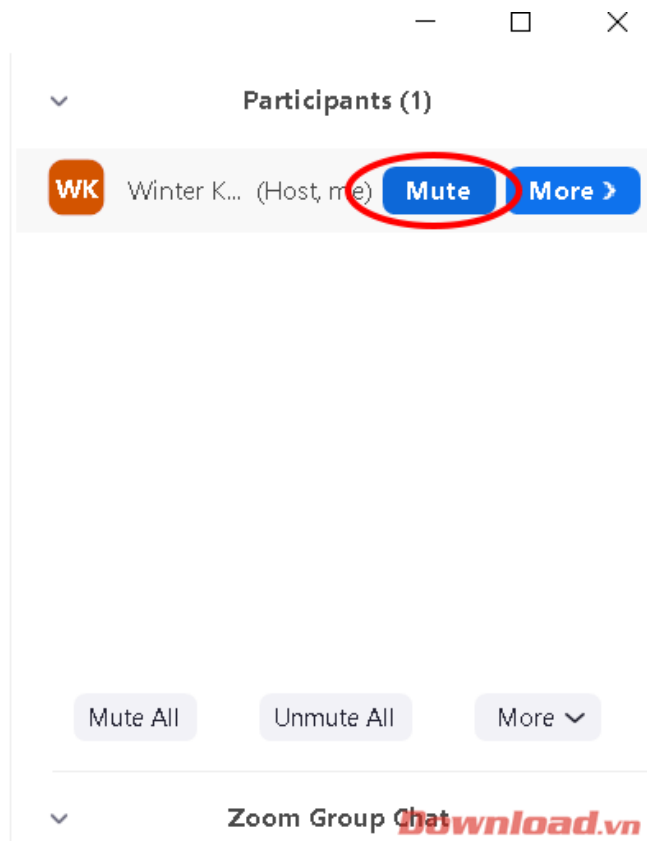 Participants (1)
WK Winter K... (Host, me) Mute More
Mute All Unmute All More
Zoom Group Chat
Download.vn